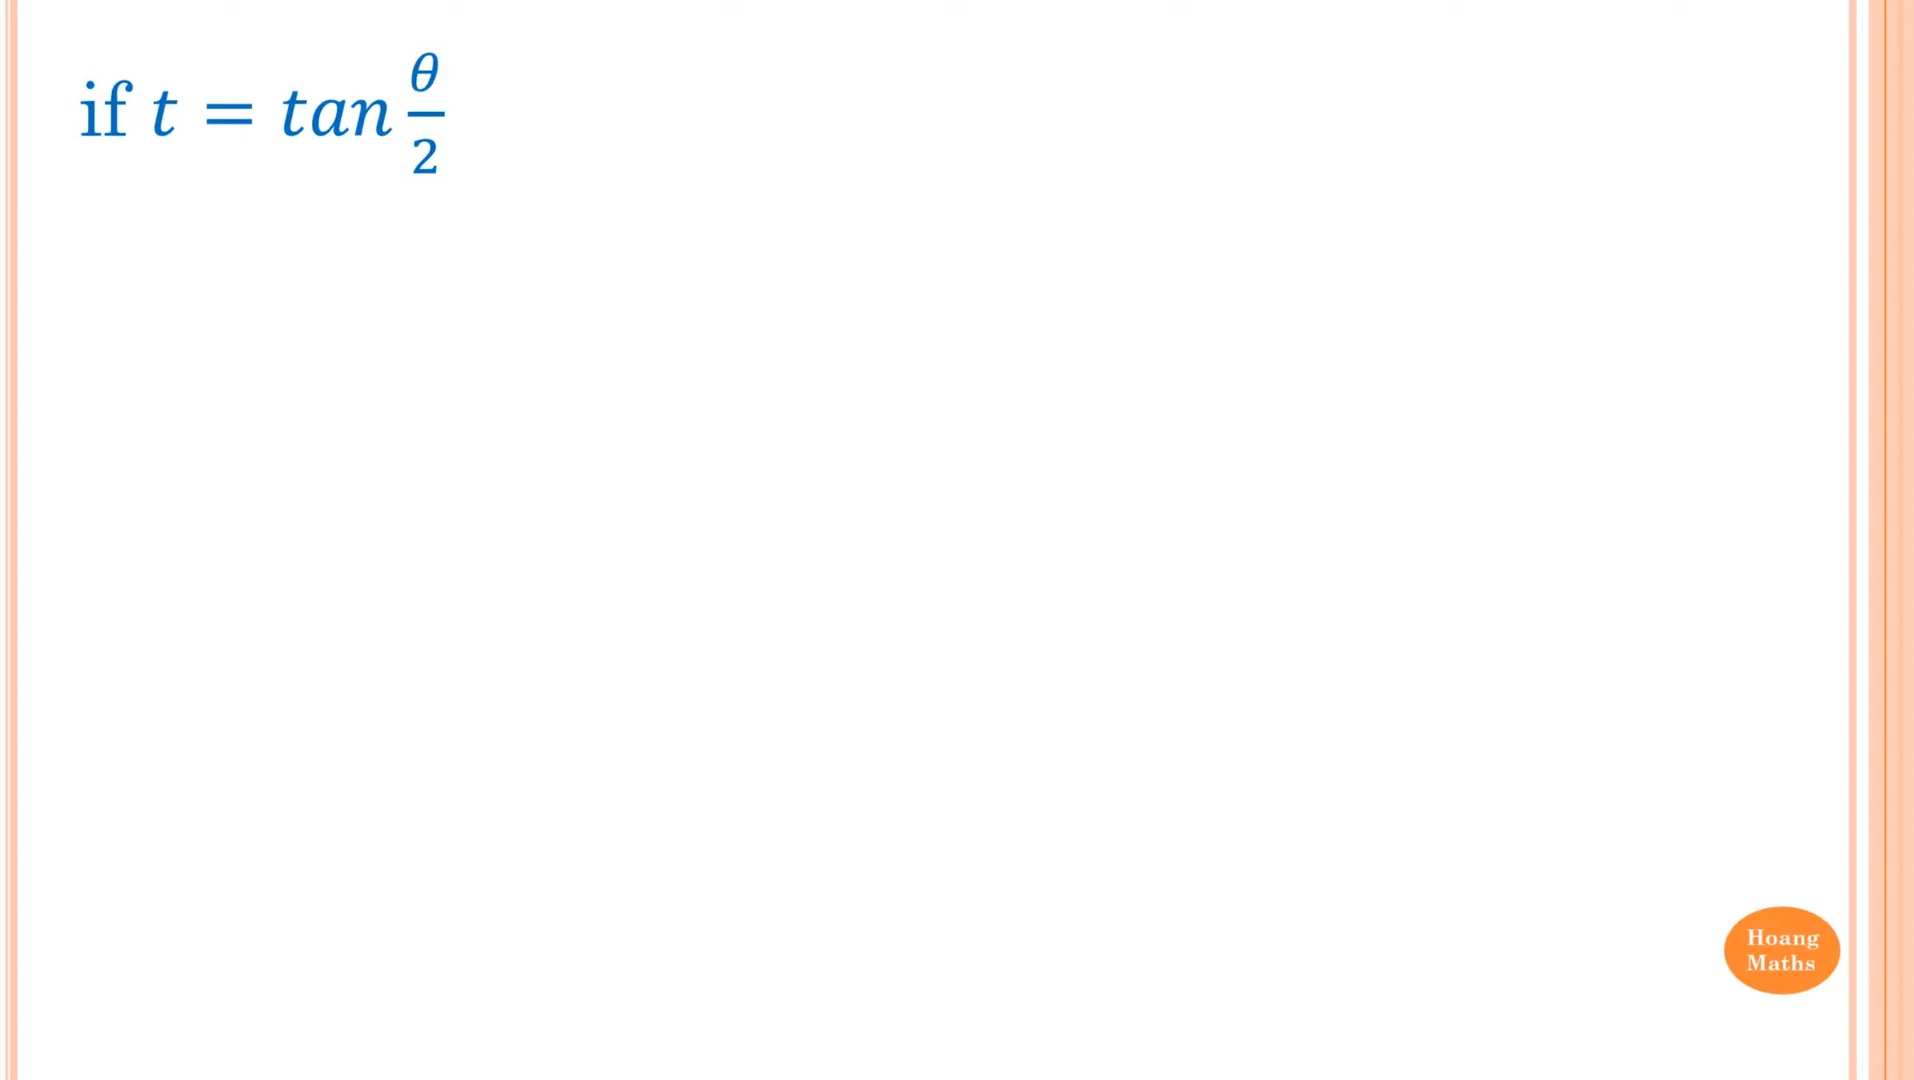 if t = tan θ/2
Hoang
Maths